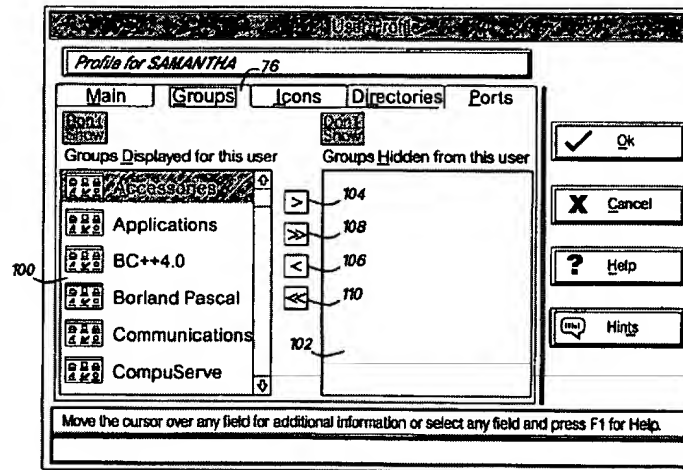 User Profile
Profile for SAMANTHA
76
Main Groups Icons Directories Ports
Don't Show
Don't Show
Groups Displayed for this user
Groups Hidden from this user
Accessories
Applications
BC++4.0
Borland Pascal
Communications
CompuServe
>
>>
<
<<
104
108
106
110
100
102
Ok
X Cancel
? Help
Hints
Move the cursor over any field for additional information or select any field and press F1 for Help.